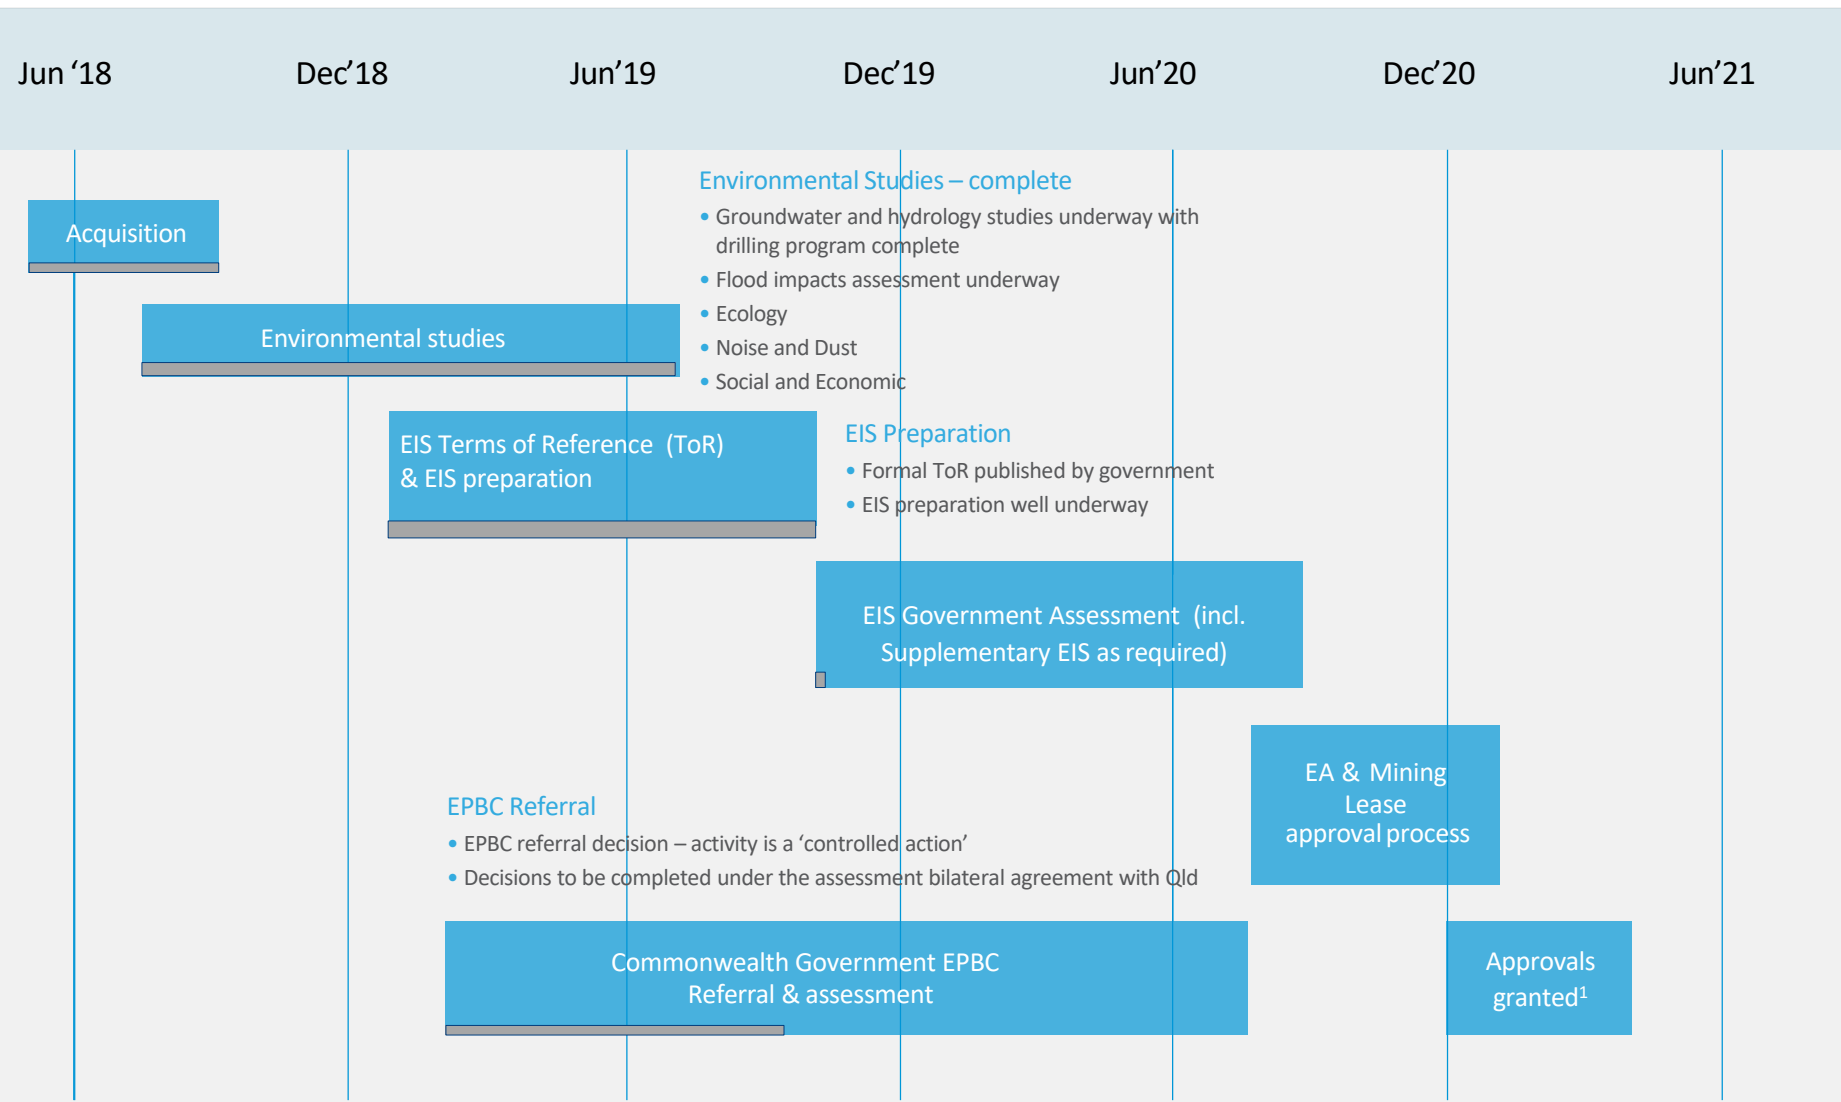 Jun ‘18 Dec’18 Jun’19 Dec’19 Jun’20 Dec’20 Jun’21
Environmental Studies – complete
• Groundwater and hydrology studies underway with
drilling program complete
• Flood impacts assessment underway
• Ecology
• Noise and Dust
• Social and Economic
Acquisition
Environmental studies
EIS Terms of Reference (ToR)
& EIS preparation
EIS Preparation
• Formal ToR published by government
• EIS preparation well underway
EIS Government Assessment (incl.
Supplementary EIS as required)
EA & Mining
Lease
approval process
EPBC Referral
• EPBC referral decision – activity is a ‘controlled action’
• Decisions to be completed under the assessment bilateral agreement with Qld
Commonwealth Government EPBC
Referral & assessment
Approvals
granted¹